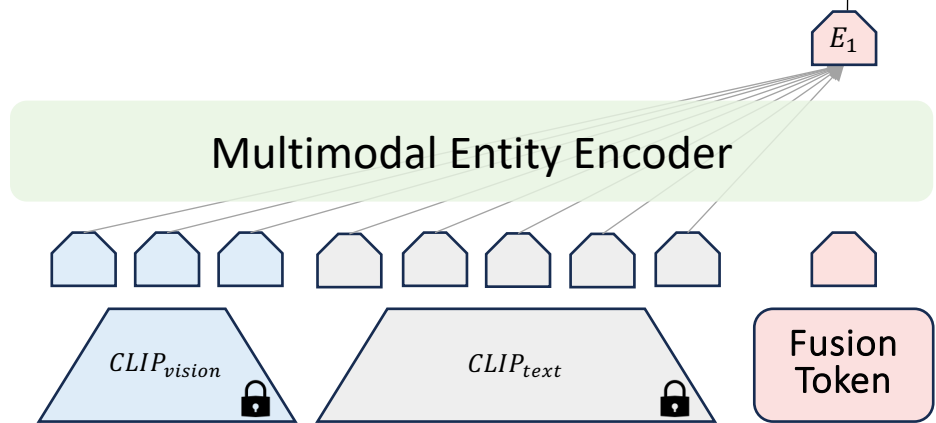 E₁
Multimodal Entity Encoder
CLIPᵥᵢₛᵢₒₙ
CLIPₜₑₓₜ
Fusion
Token